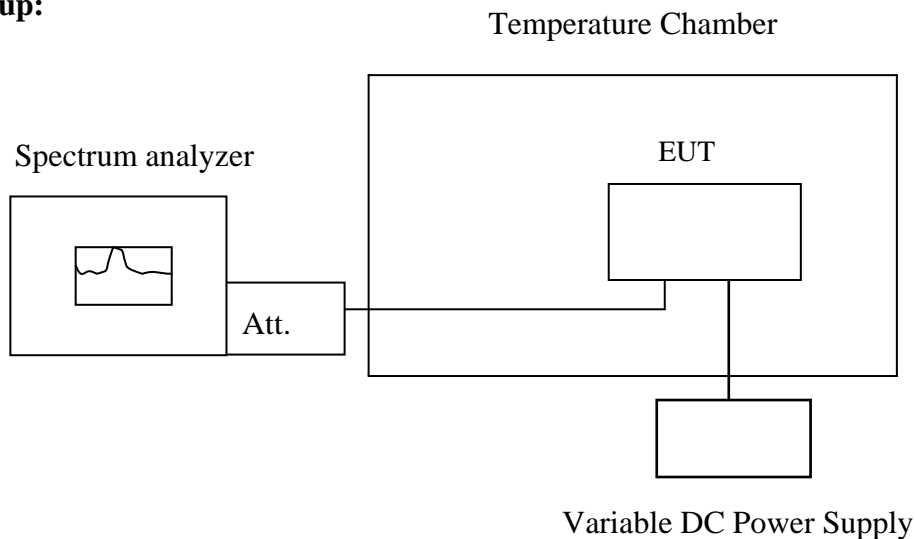 up:
Temperature Chamber
Spectrum analyzer
EUT
Att.
Variable DC Power Supply